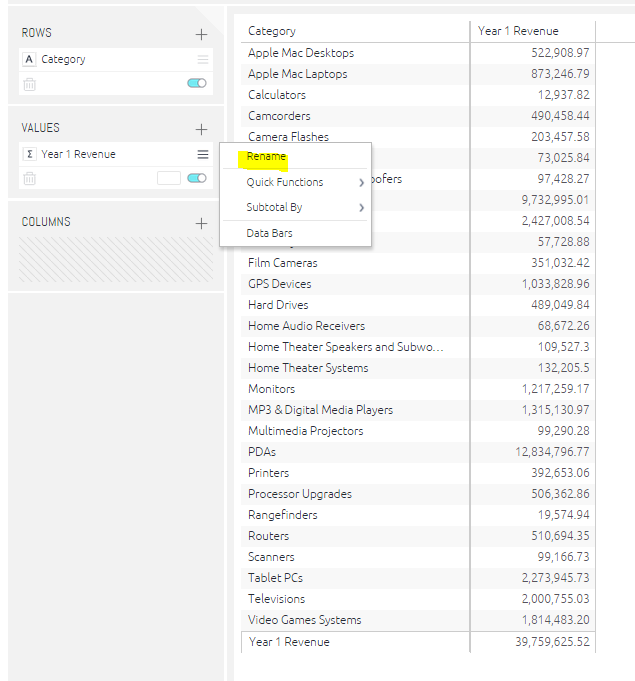 ROWS
A Category
VALUES
Σ Year 1 Revenue
COLUMNS
Rename
Quick Functions
Subtotal By
Data Bars
Category Year 1 Revenue
Apple Mac Desktops 522,908.97
Apple Mac Laptops 873,246.79
Calculators 12,937.82
Camcorders 490,458.44
Camera Flashes 203,457.58
73,025.84
oofers 97,428.27
9,732,995.01
2,427,008.54
57,728.88
Film Cameras 351,032.42
GPS Devices 1,033,828.96
Hard Drives 489,049.84
Home Audio Receivers 68,672.26
Home Theater Speakers and Subwo... 109,527.3
Home Theater Systems 132,205.5
Monitors 1,217,259.17
MP3 & Digital Media Players 1,315,130.97
Multimedia Projectors 99,290.28
PDAs 12,834,796.77
Printers 392,653.06
Processor Upgrades 506,362.86
Rangefinders 19,574.94
Routers 510,694.35
Scanners 99,166.73
Tablet PCs 2,273,945.73
Televisions 2,000,755.03
Video Games Systems 1,814,483.20
Year 1 Revenue 39,759,625.52